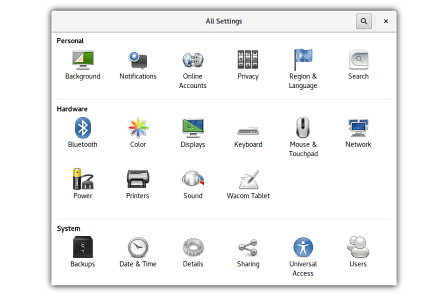 All Settings
Personal
Background Notifications Online Accounts Privacy Region & Language Search
Hardware
Bluetooth Color Displays Keyboard Mouse & Touchpad Network
Power Printers Sound Wacom Tablet
System
Backups Date & Time Details Sharing Universal Access Users